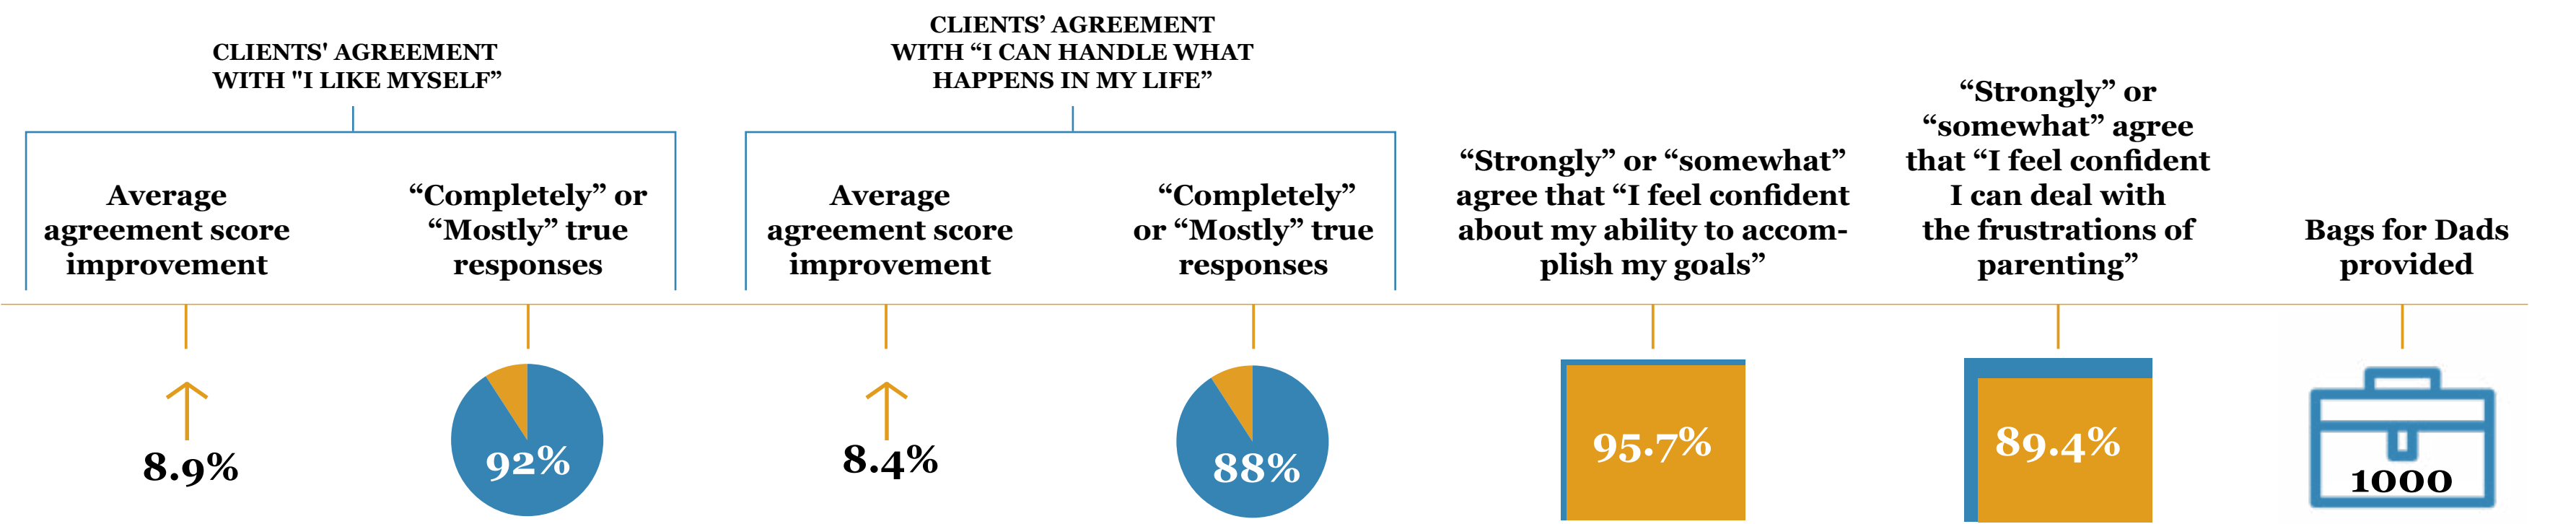 CLIENTS' AGREEMENT
WITH "I LIKE MYSELF”
Average
agreement score
improvement
8.9%
“Completely” or
“Mostly” true
responses
92%
CLIENTS’ AGREEMENT
WITH “I CAN HANDLE WHAT
HAPPENS IN MY LIFE”
Average
agreement score
improvement
8.4%
“Completely”
or “Mostly” true
responses
88%
“Strongly” or “somewhat”
agree that “I feel confident
about my ability to accom-
plish my goals”
95.7%
“Strongly” or
“somewhat” agree
that “I feel confident
I can deal with
the frustrations of
parenting”
89.4%
Bags for Dads
provided
1000